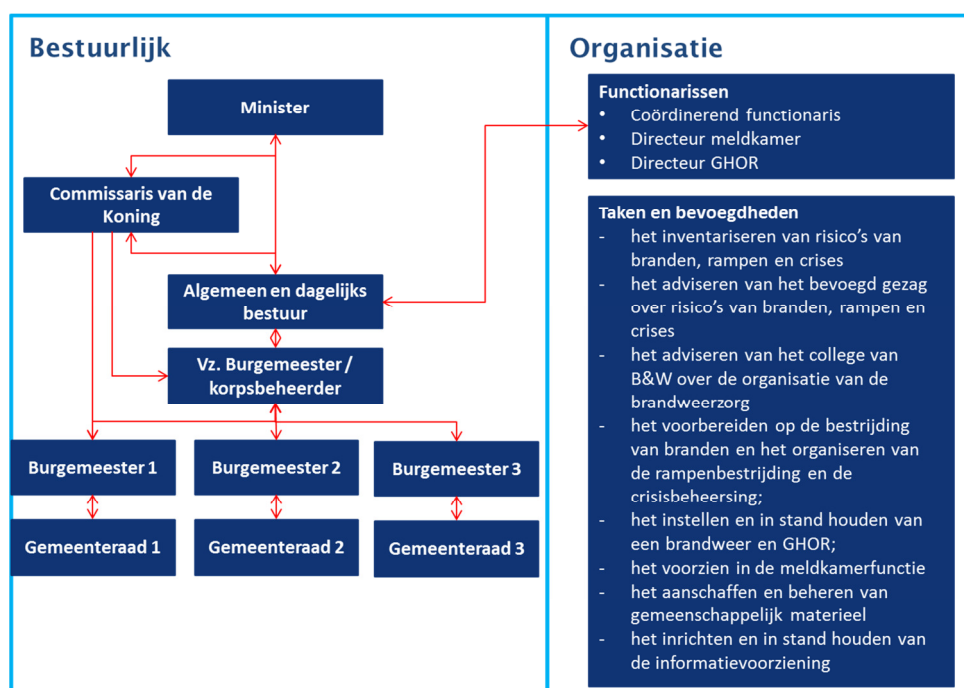 Bestuurlijk
Minister
Commissaris van de
Koning
Algemeen en dagelijks
bestuur
Vz. Burgemeester /
korpsbeheerder
Burgemeester 1
Burgemeester 2
Burgemeester 3
Gemeenteraad 1
Gemeenteraad 2
Gemeenteraad 3
Organisatie
Functionarissen
• Coördinerend functionaris
• Directeur meldkamer
• Directeur GHOR
Taken en bevoegdheden
- het inventariseren van risico’s van
branden, rampen en crises
- het adviseren van het bevoegd gezag
over risico’s van branden, rampen en
crises
- het adviseren van het college van
B&W over de organisatie van de
brandweerzorg
- het voorbereiden op de bestrijding
van branden en het organiseren van
de rampenbestrijding en de
crisisbeheersing;
- het instellen en in stand houden van
een brandweer en GHOR;
- het voorzien in de meldkamerfunctie
- het aanschaffen en beheren van
gemeenschappelijk materieel
- het inrichten en in stand houden van
de informatievoorziening